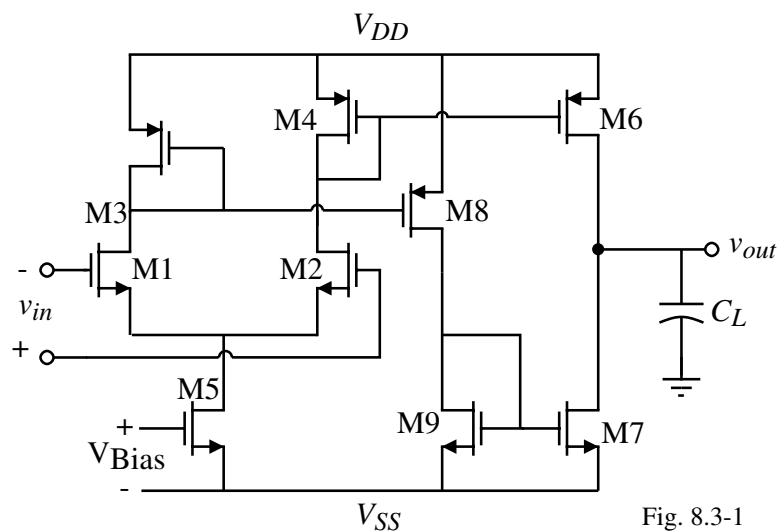 V_DD
M4
M6
M3
M8
-
M1
M2
v_out
v_in
C_L
+
M5
+
M9
M7
V_Bias
-
V_SS
Fig. 8.3-1